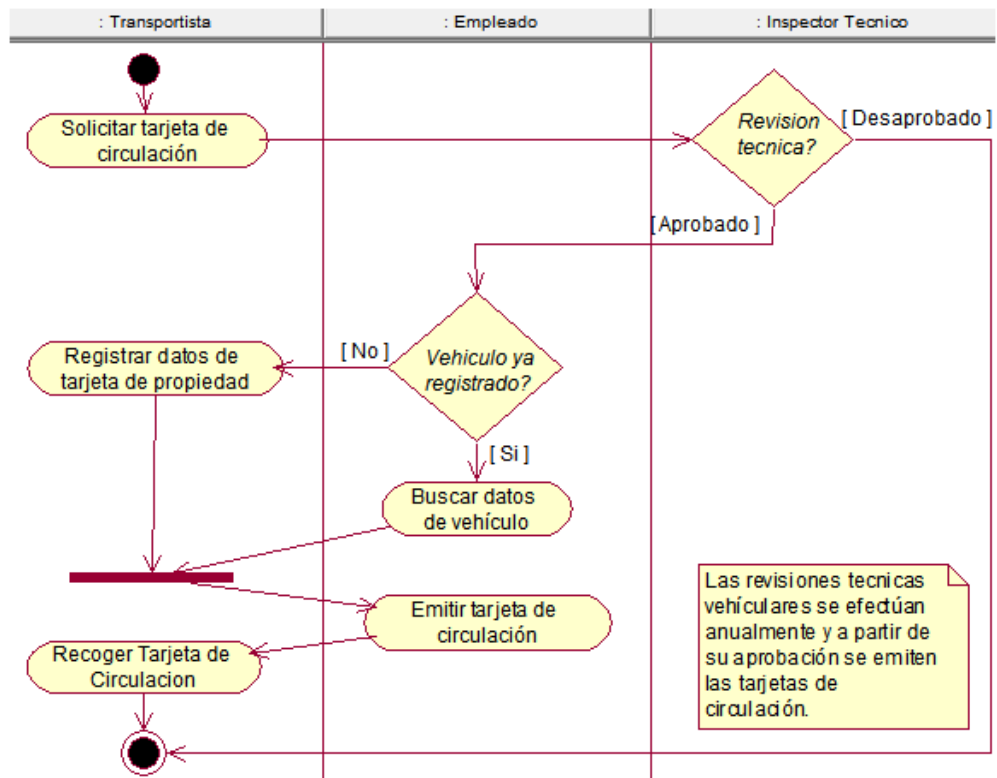 : Transportista
: Empleado
: Inspector Tecnico
Solicitar tarjeta de
circulación
Revision
tecnica?
[ Desaprobado ]
[Aprobado ]
Vehiculo ya
registrado?
[ No ]
Registrar datos de
tarjeta de propiedad
[ Si ]
Buscar datos
de vehículo
Emitir tarjeta de
circulación
Recoger Tarjeta de
Circulacion
Las revisiones tecnicas
vehículares se efectúan
anualmente y a partir de
su aprobación se emiten
las tarjetas de
circulación.